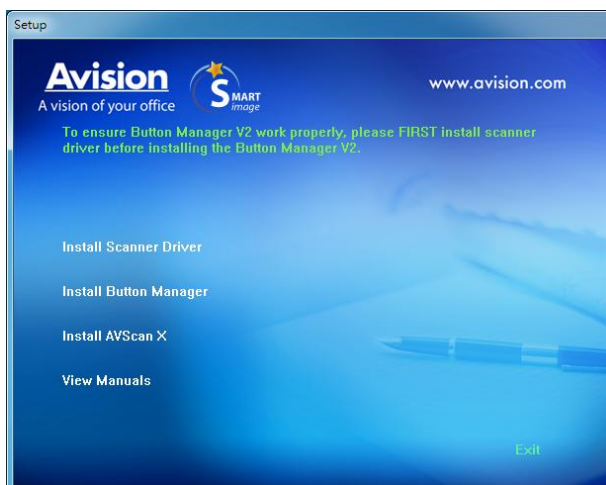 Setup
Avision
A vision of your office
SMART
image
www.avision.com
To ensure Button Manager V2 work properly, please FIRST install scanner
driver before installing the Button Manager V2.
Install Scanner Driver
Install Button Manager
Install AVScan X
View Manuals
Exit